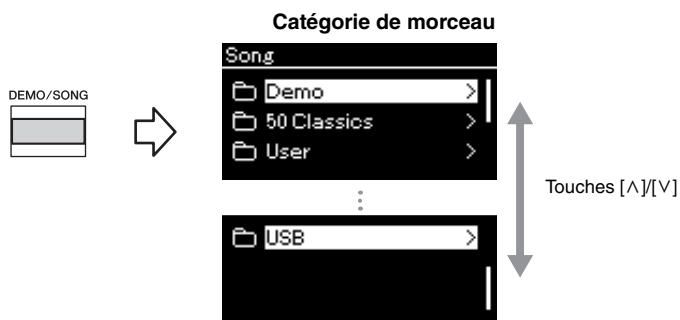 Catégorie de morceau
DEMO/SONG
Song
Demo >
50 Classics >
User >
USB >
Touches [∧]/[∨]